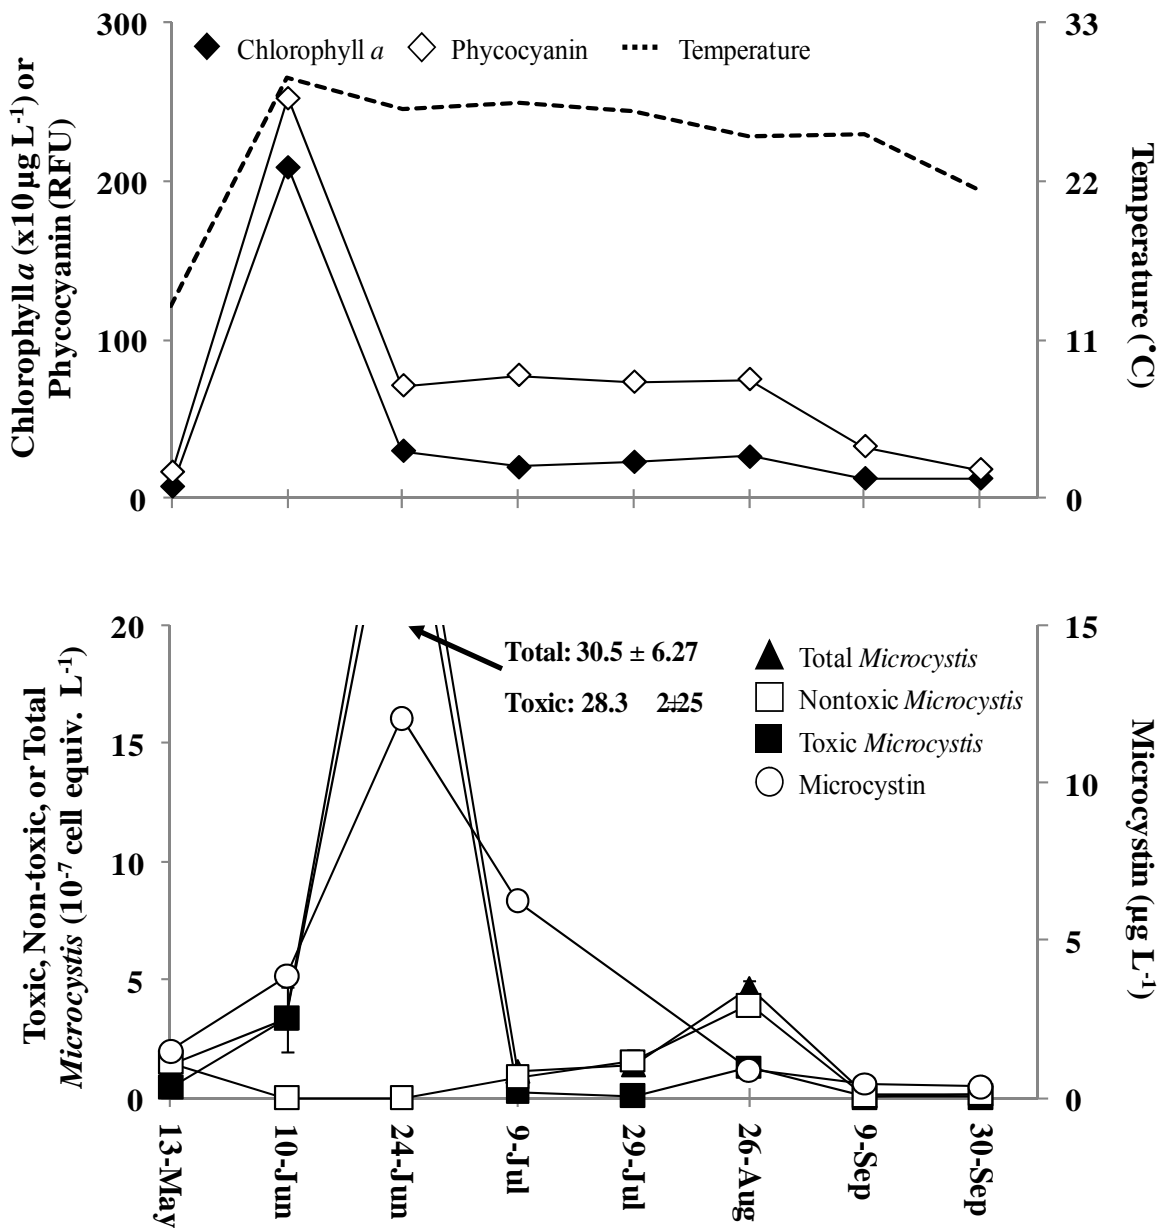 300
200
100
0
Chlorophyll a (x10 µg L-1) or
Phycocyanin (RFU)
Chlorophyll a
Phycocyanin
Temperature
33
22
11
0
Temperature (˚C)
20
15
10
5
0
Toxic, Non-toxic, or Total
Microcystis (10-7 cell equiv. L-1)
Total: 30.5 ± 6.27
Toxic: 28.3
Total Microcystis
Nontoxic Microcystis
Toxic Microcystis
Microcystin
15
10
5
0
Microcystin (µg L-1)
13-May
10-Jun
24-Jun
9-Jul
29-Jul
26-Aug
9-Sep
30-Sep